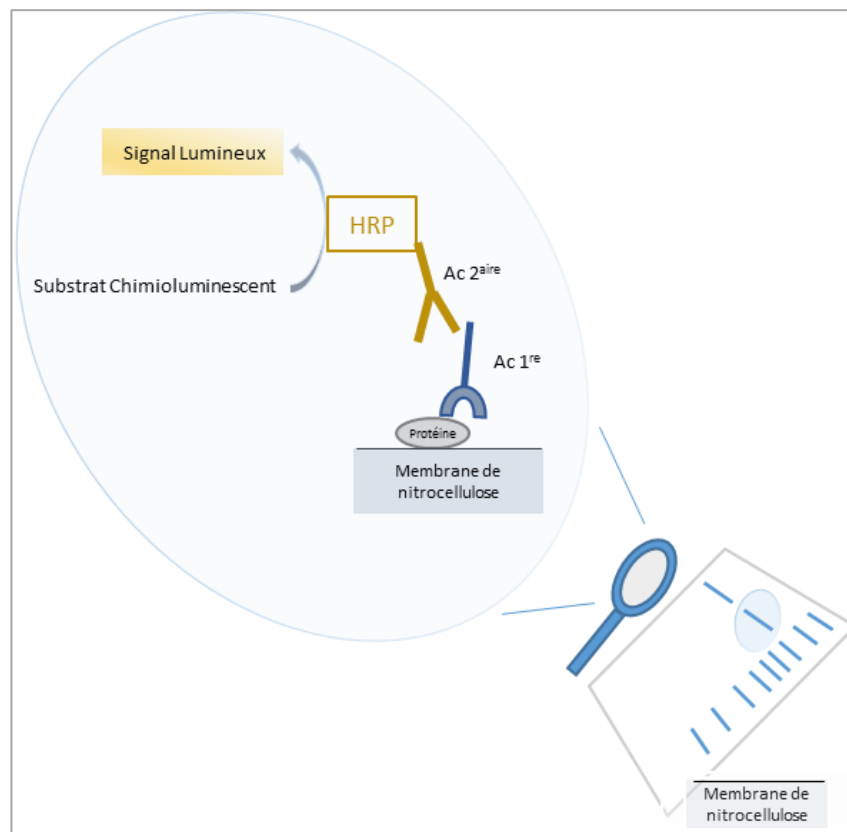 Signal Lumineux
HRP
Ac 2aire
Substrat Chimioluminescent
Ac 1re
Protéine
Membrane de
nitrocellulose
Membrane de
nitrocellulose